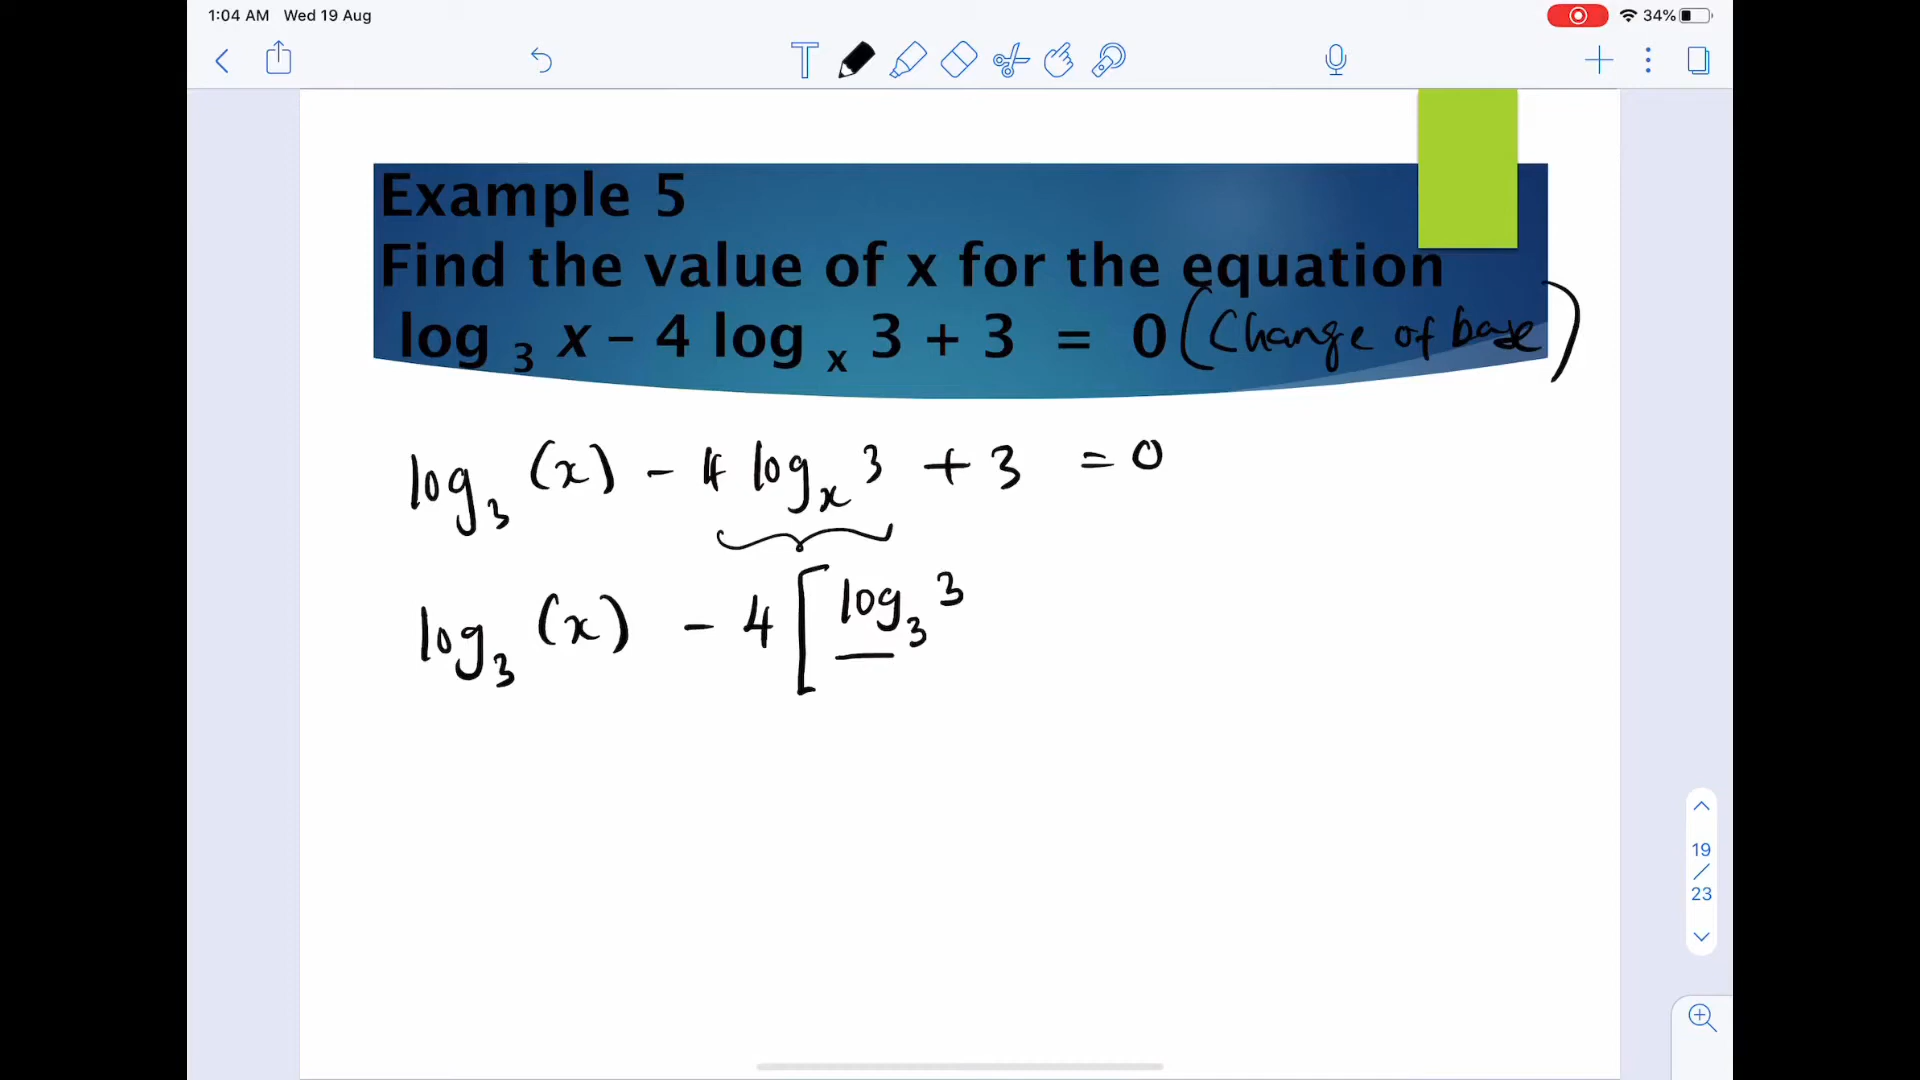 1:04 AM Wed 19 Aug
34%
T
Example 5
Find the value of x for the equation
log ₃ x – 4 log ₓ 3 + 3 = 0 (Change of base)
log₃ (x) - 4 logₓ 3 + 3 = 0
log₃ (x) - 4 [ log₃ 3
19
/
23